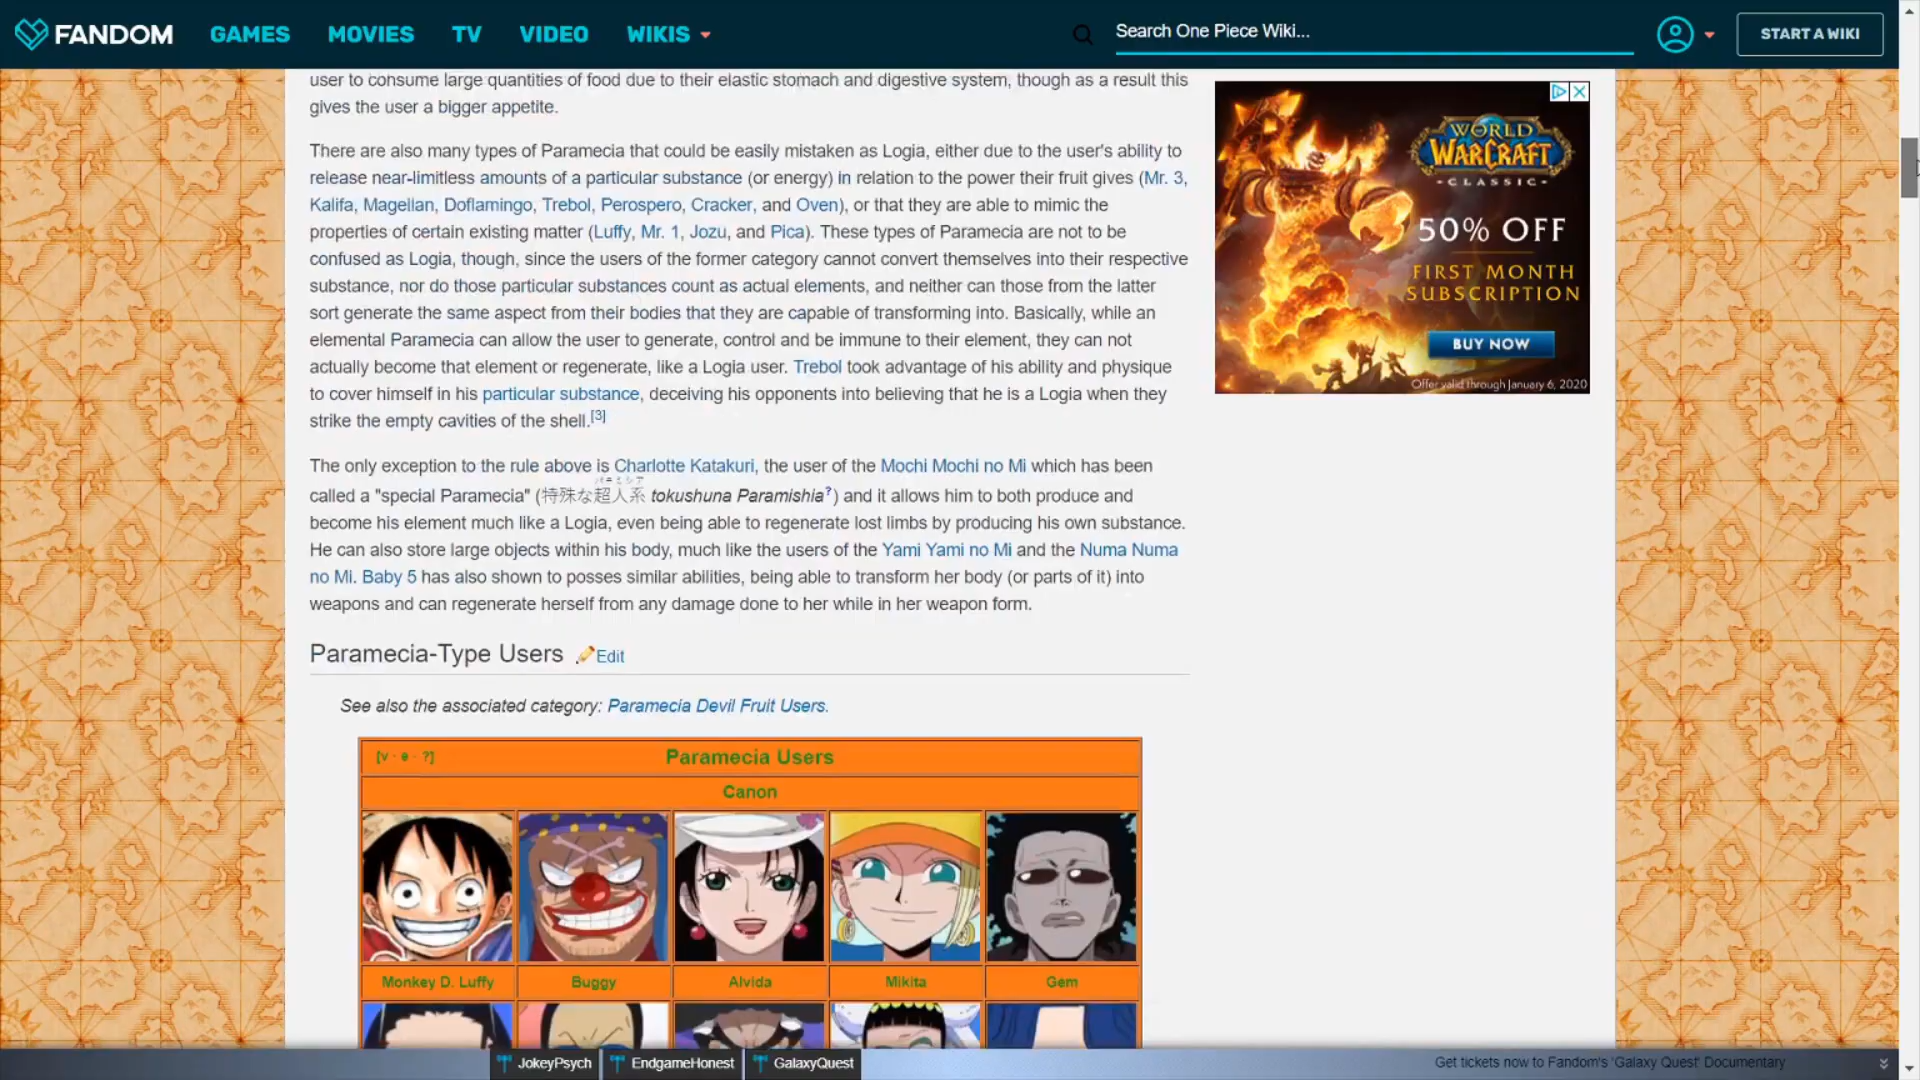 FANDOM GAMES MOVIES TV VIDEO WIKIS Search One Piece Wiki... START A WIKI
user to consume large quantities of food due to their elastic stomach and digestive system, though as a result this
gives the user a bigger appetite.
There are also many types of Paramecia that could be easily mistaken as Logia, either due to the user's ability to
release near-limitless amounts of a particular substance (or energy) in relation to the power their fruit gives (Mr. 3,
Kalifa, Magellan, Doflamingo, Trebol, Perospero, Cracker, and Oven), or that they are able to mimic the
properties of certain existing matter (Luffy, Mr. 1, Jozu, and Pica). These types of Paramecia are not to be
confused as Logia, though, since the users of the former category cannot convert themselves into their respective
substance, nor do those particular substances count as actual elements, and neither can those from the latter
sort generate the same aspect from their bodies that they are capable of transforming into. Basically, while an
elemental Paramecia can allow the user to generate, control and be immune to their element, they can not
actually become that element or regenerate, like a Logia user. Trebol took advantage of his ability and physique
to cover himself in his particular substance, deceiving his opponents into believing that he is a Logia when they
strike the empty cavities of the shell.[3]
The only exception to the rule above is Charlotte Katakuri, the user of the Mochi Mochi no Mi which has been
パラミシア
called a "special Paramecia" (特殊な超人系 tokushuna Paramishia?) and it allows him to both produce and
become his element much like a Logia, even being able to regenerate lost limbs by producing his own substance.
He can also store large objects within his body, much like the users of the Yami Yami no Mi and the Numa Numa
no Mi. Baby 5 has also shown to posses similar abilities, being able to transform her body (or parts of it) into
weapons and can regenerate herself from any damage done to her while in her weapon form.
Paramecia-Type Users Edit
See also the associated category: Paramecia Devil Fruit Users.
[v · e · ?] Paramecia Users
Canon
Monkey D. Luffy Buggy Alvida Mikita Gem
WORLD
WARCRAFT
-CLASSIC-
50% OFF
FIRST MONTH
SUBSCRIPTION
BUY NOW
Offer valid through January 6, 2020
JokeyPsych EndgameHonest GalaxyQuest Get tickets now to Fandom's 'Galaxy Quest' Documentary